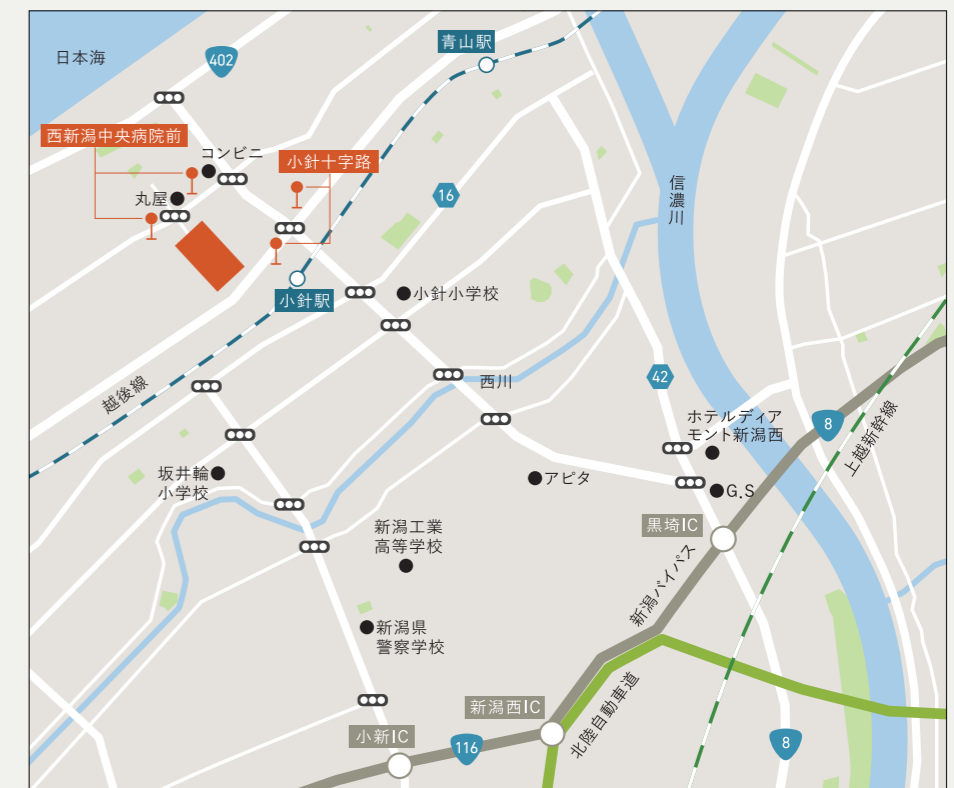 日本海
402
青山駅
西新潟中央病院前
コンビニ
小針十字路
丸屋
16
信濃川
小針駅
小針小学校
越後線
西川
42
ホテルディア
モント新潟西
8
上越新幹線
坂井輪
小学校
アピタ
G.S
新潟工業
高等学校
黒埼IC
新潟バイパス
新潟県
警察学校
北陸自動車道
新潟西IC
小新IC
116
8